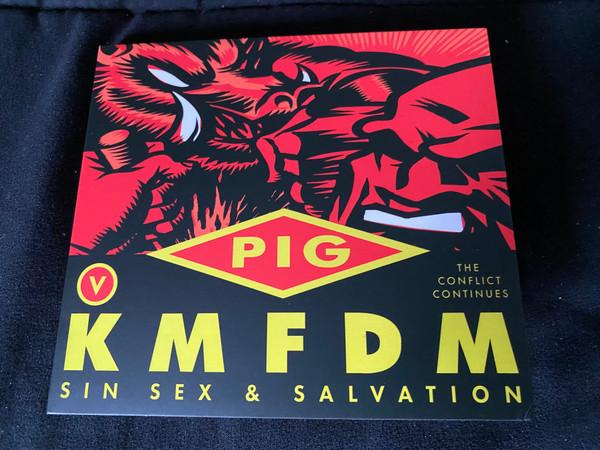 PIG
V
THE
CONFLICT
CONTINUES
KMFDM
SIN SEX & SALVATION